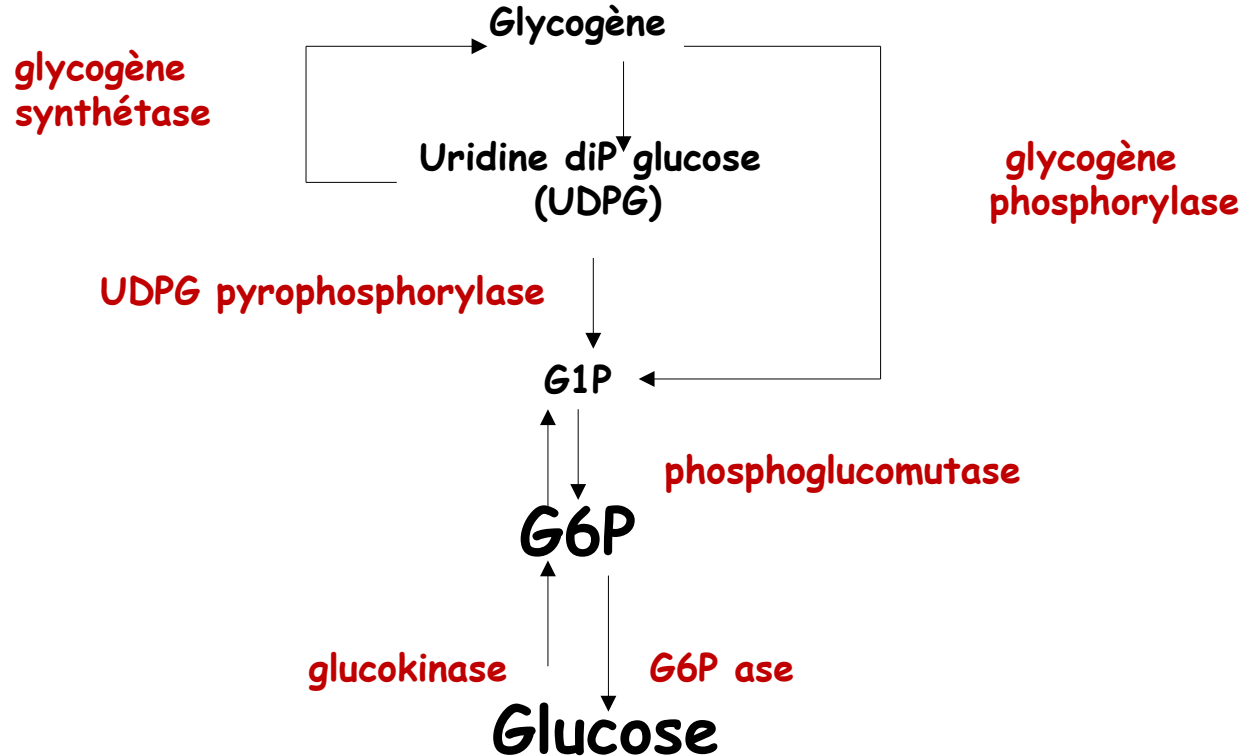 Glycogène
glycogène
synthétase
Uridine diP glucose
(UDPG)
glycogène
phosphorylase
UDPG pyrophosphorylase
G1P
phosphoglucomutase
G6P
glucokinase
G6P ase
Glucose